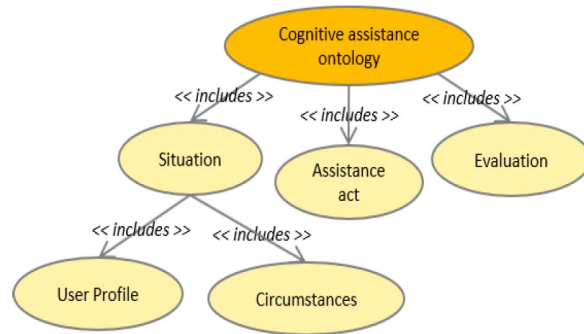 Cognitive assistance
ontology
<< includes >>
<< includes >>
<< includes >>
Situation
Assistance
act
Evaluation
<< includes >>
<< includes >>
User Profile
Circumstances